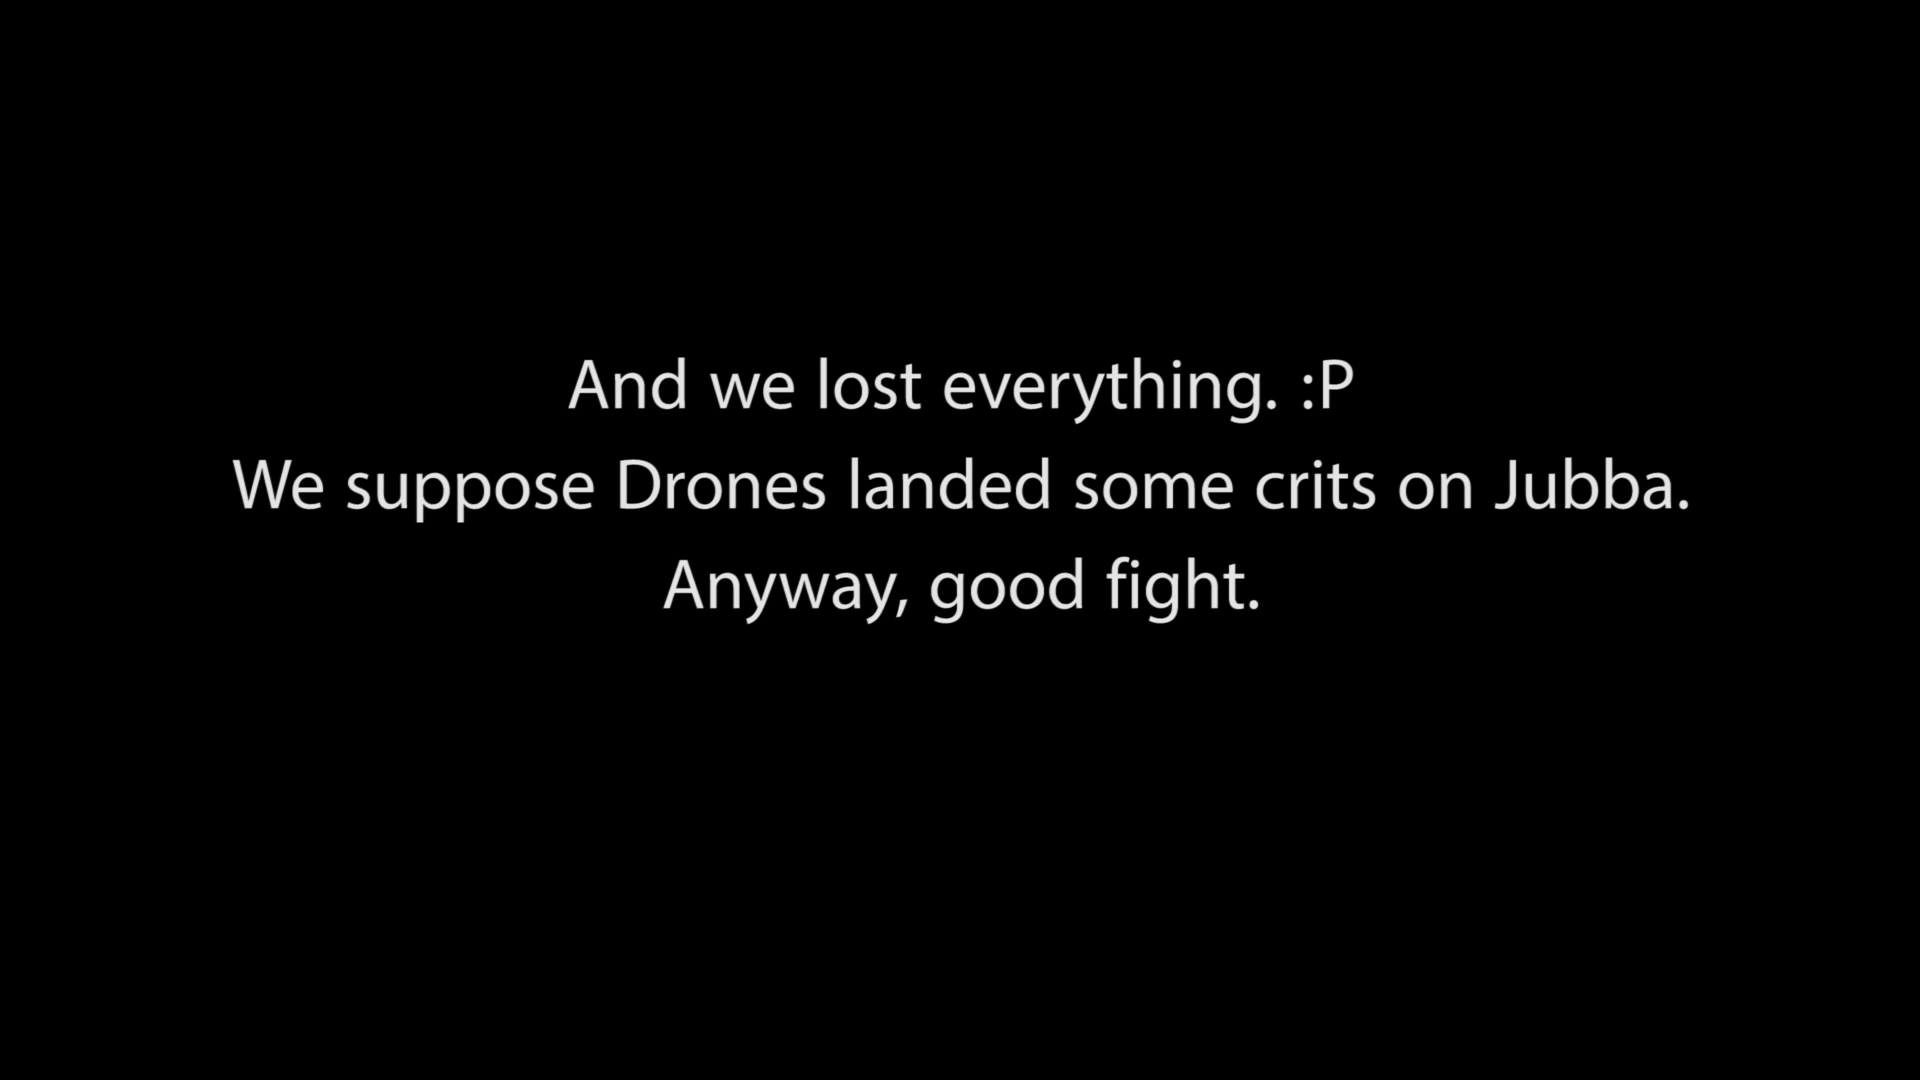 And we lost everything. :P
We suppose Drones landed some crits on Jubba.
Anyway, good fight.